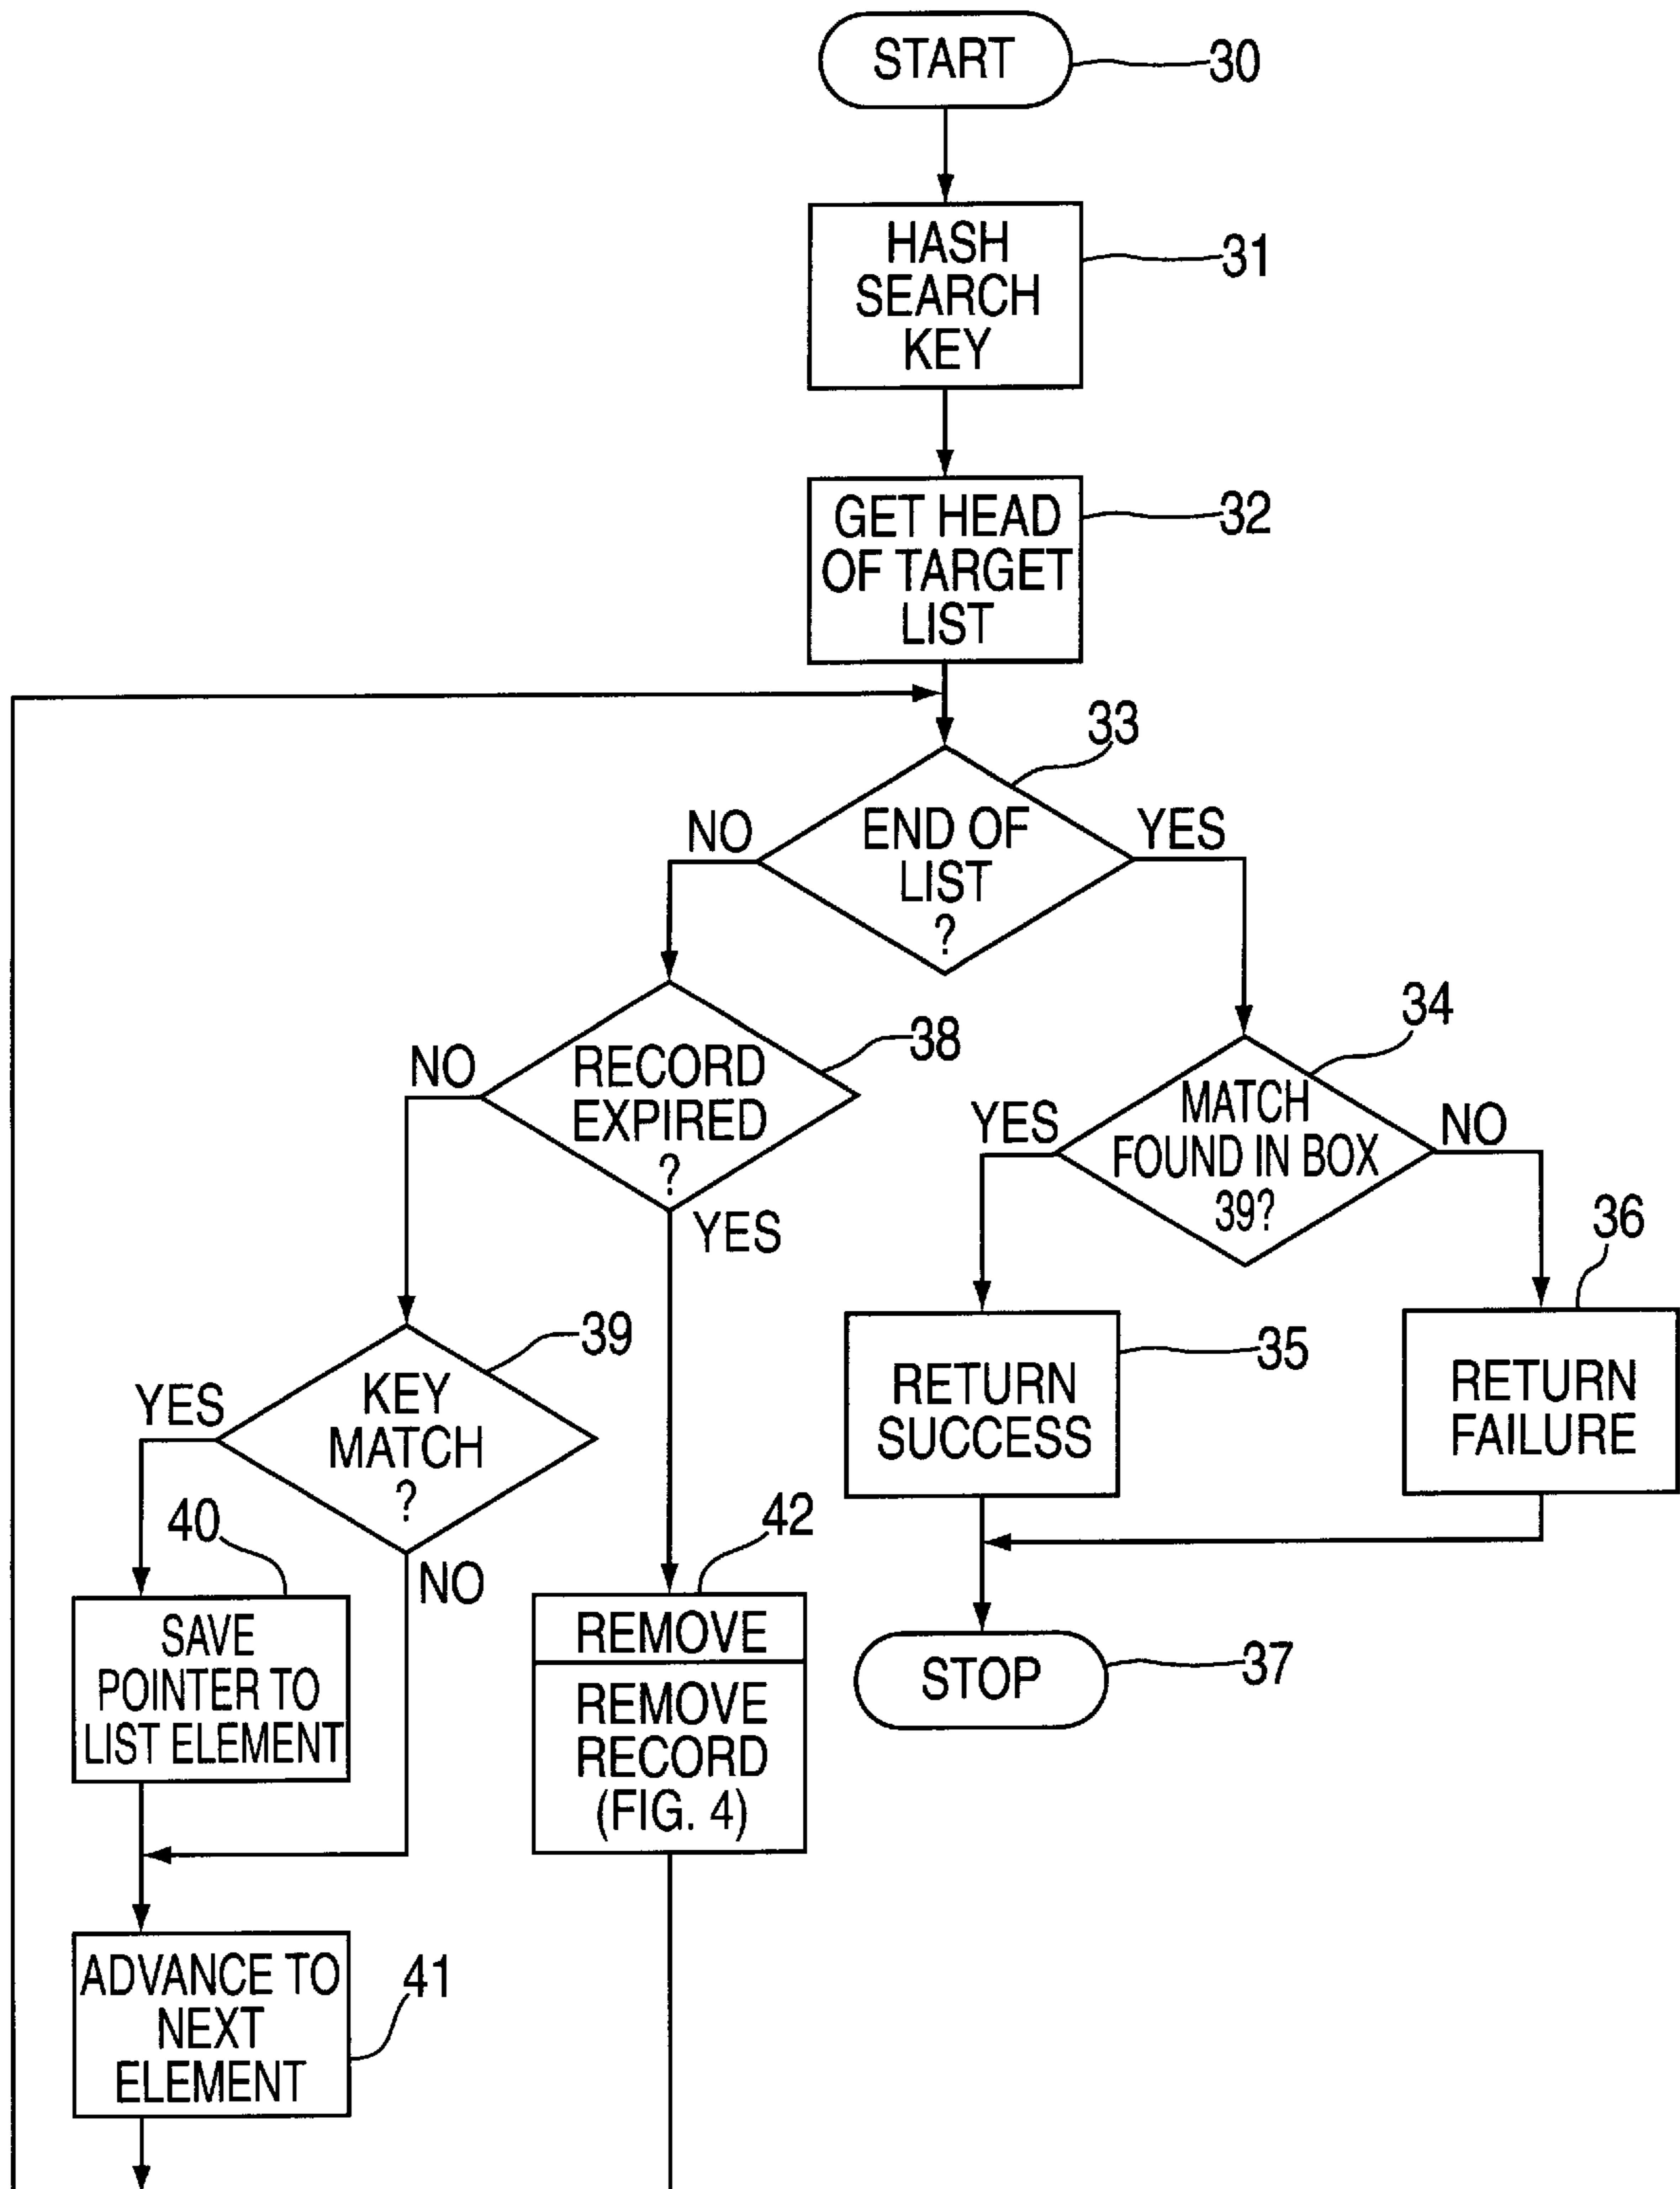 START
30
HASH
SEARCH
KEY
31
GET HEAD
OF TARGET
LIST
32
33
NO
END OF
LIST
?
YES
34
NO
RECORD
EXPIRED
?
38
YES
YES
MATCH
FOUND IN BOX
39?
NO
36
39
YES
KEY
MATCH
?
NO
RETURN
SUCCESS
35
RETURN
FAILURE
40
SAVE
POINTER TO
LIST ELEMENT
42
REMOVE
REMOVE
RECORD
(FIG. 4)
STOP
37
ADVANCE TO
NEXT
ELEMENT
41